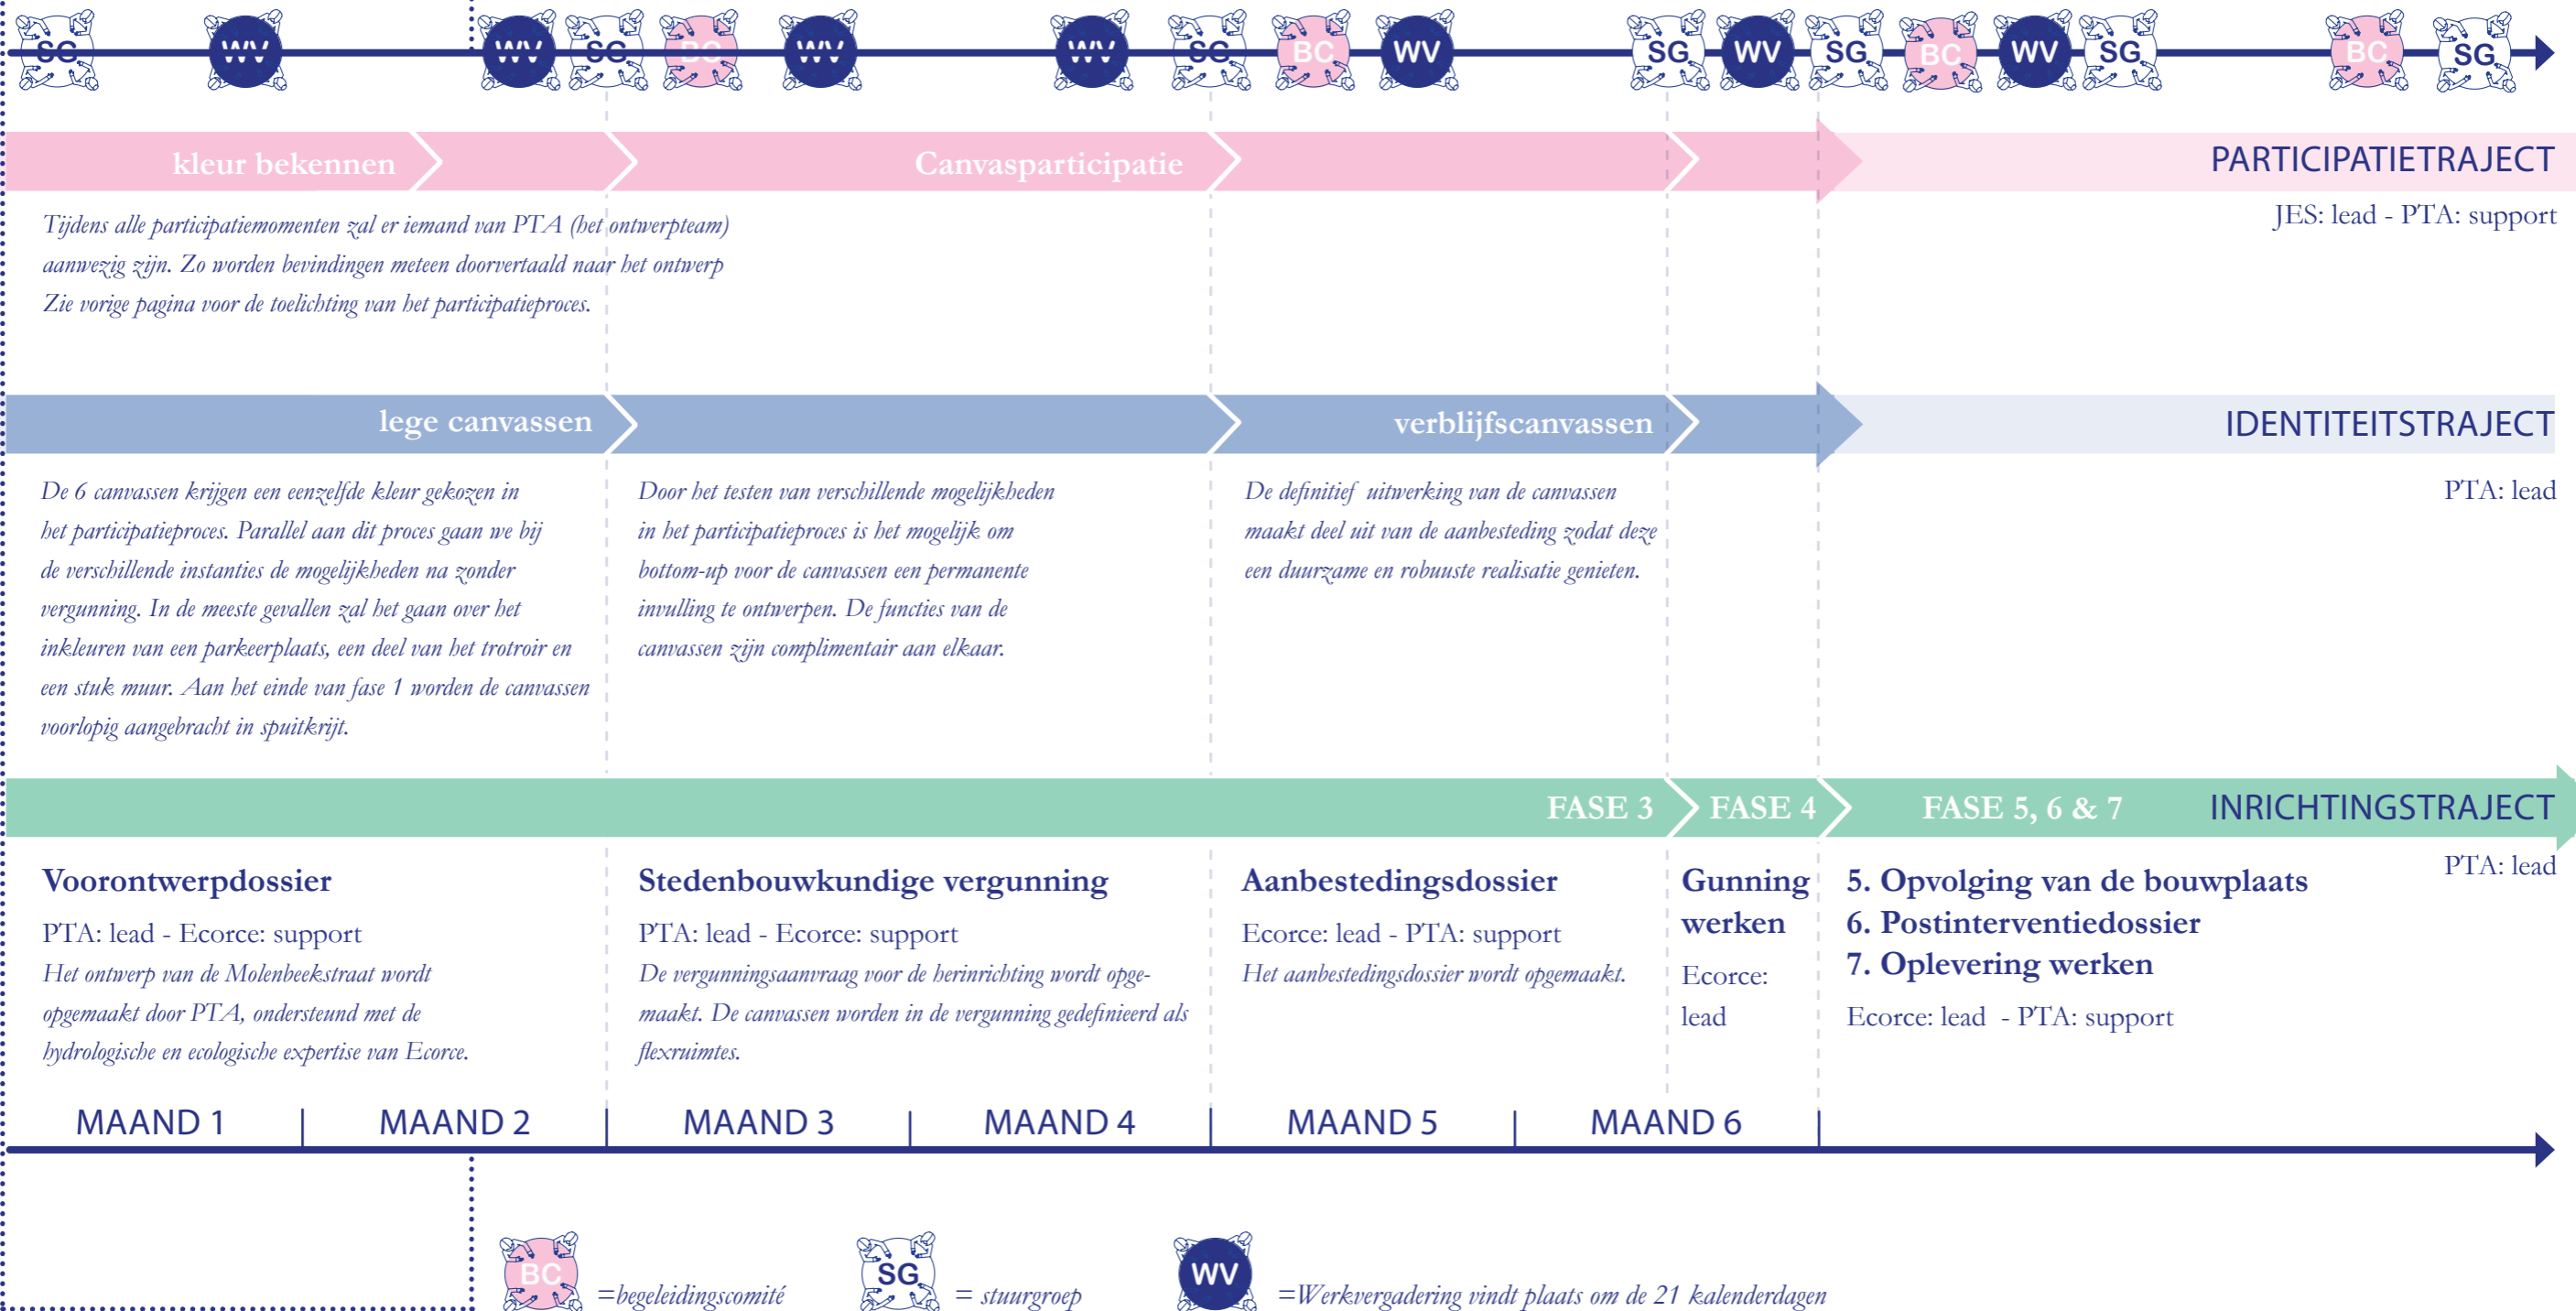 SG WV WV SG BC WV WV SG BC WV SG WV SG BC WV SG BC SG
kleur bekennen Canvasparticipatie PARTICIPATIETRAJECT
JES: lead - PTA: support
Tijdens alle participatiemomenten zal er iemand van PTA (het ontwerpteam)
aanwezig zijn. Zo worden bevindingen meteen doorvertaald naar het ontwerp
Zie vorige pagina voor de toelichting van het participatieproces.
lege canvassen verblijfscanvassen IDENTITEITSTRAJECT
PTA: lead
De 6 canvassen krijgen een eenzelfde kleur gekozen in
het participatieproces. Parallel aan dit proces gaan we bij
de verschillende instanties de mogelijkheden na zonder
vergunning. In de meeste gevallen zal het gaan over het
inkleuren van een parkeerplaats, een deel van het trotroir en
een stuk muur. Aan het einde van fase 1 worden de canvassen
voorlopig aangebracht in spuitkrijt.
Door het testen van verschillende mogelijkheden
in het participatieproces is het mogelijk om
bottom-up voor de canvassen een permanente
invulling te ontwerpen. De functies van de
canvassen zijn complimentair aan elkaar.
De definitief uitwerking van de canvassen
maakt deel uit van de aanbesteding zodat deze
een duurzame en robuuste realisatie genieten.
FASE 3 FASE 4 FASE 5, 6 & 7 INRICHTINGSTRAJECT
PTA: lead
Voorontwerpdossier
PTA: lead - Ecorce: support
Het ontwerp van de Molenbeekstraat wordt
opgemaakt door PTA, ondersteund met de
hydrologische en ecologische expertise van Ecorce.
Stedenbouwkundige vergunning
PTA: lead - Ecorce: support
De vergunningsaanvraag voor de herinrichting wordt opge-
maakt. De canvassen worden in de vergunning gedefinieerd als
flexruimtes.
Aanbestedingsdossier
Ecorce: lead - PTA: support
Het aanbestedingsdossier wordt opgemaakt.
Gunning
werken
Ecorce:
lead
5. Opvolging van de bouwplaats
6. Postinterventiedossier
7. Oplevering werken
Ecorce: lead - PTA: support
MAAND 1 MAAND 2 MAAND 3 MAAND 4 MAAND 5 MAAND 6
BC =begeleidingscomité SG = stuurgroep WV =Werkvergadering vindt plaats om de 21 kalenderdagen